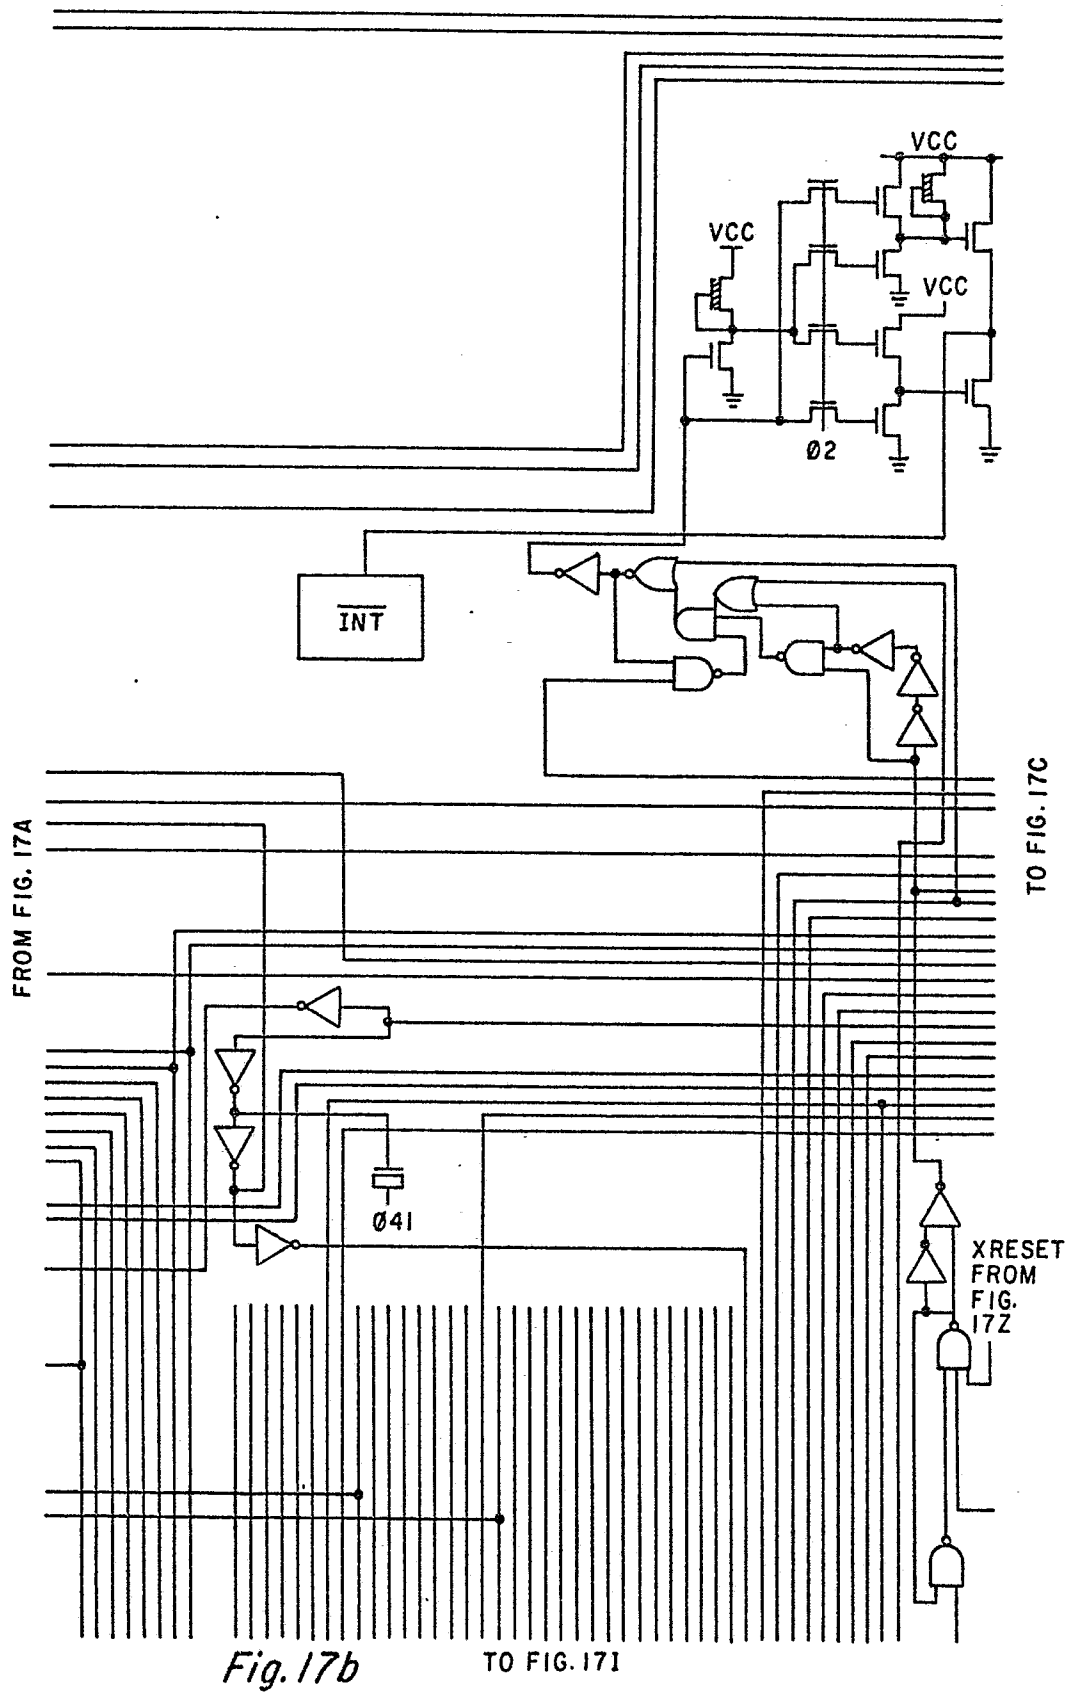 VCC
VCC
VCC
Ø2
INT
TO FIG. 17C
FROM FIG. 17A
Ø41
XRESET
FROM
FIG.
17Z
Fig. 17b
TO FIG. 17I